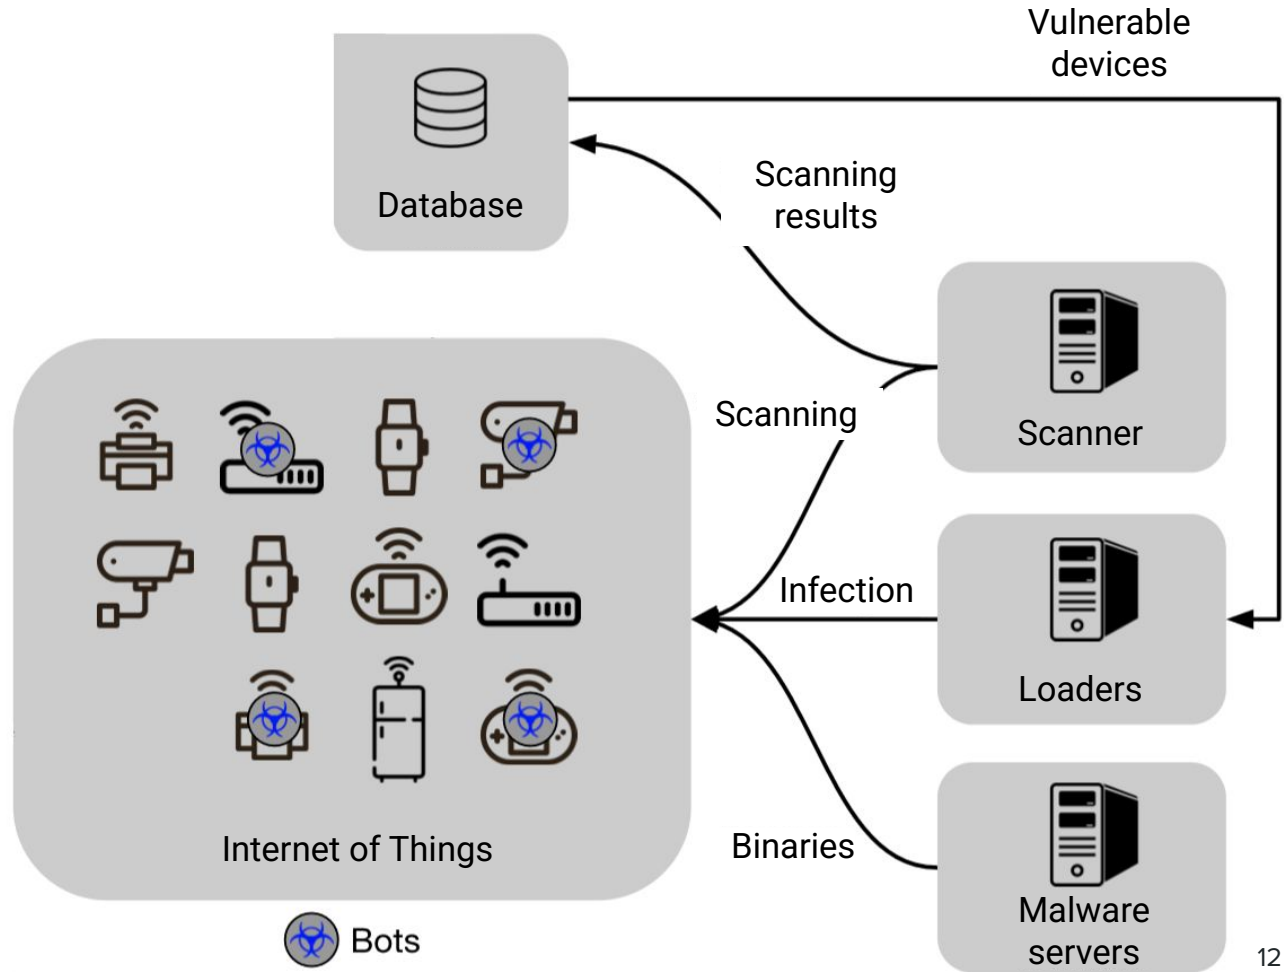 Vulnerable
devices
Database
Scanning
results
Scanning
Scanner
Infection
Loaders
Internet of Things
Binaries
Malware
servers
Bots
12